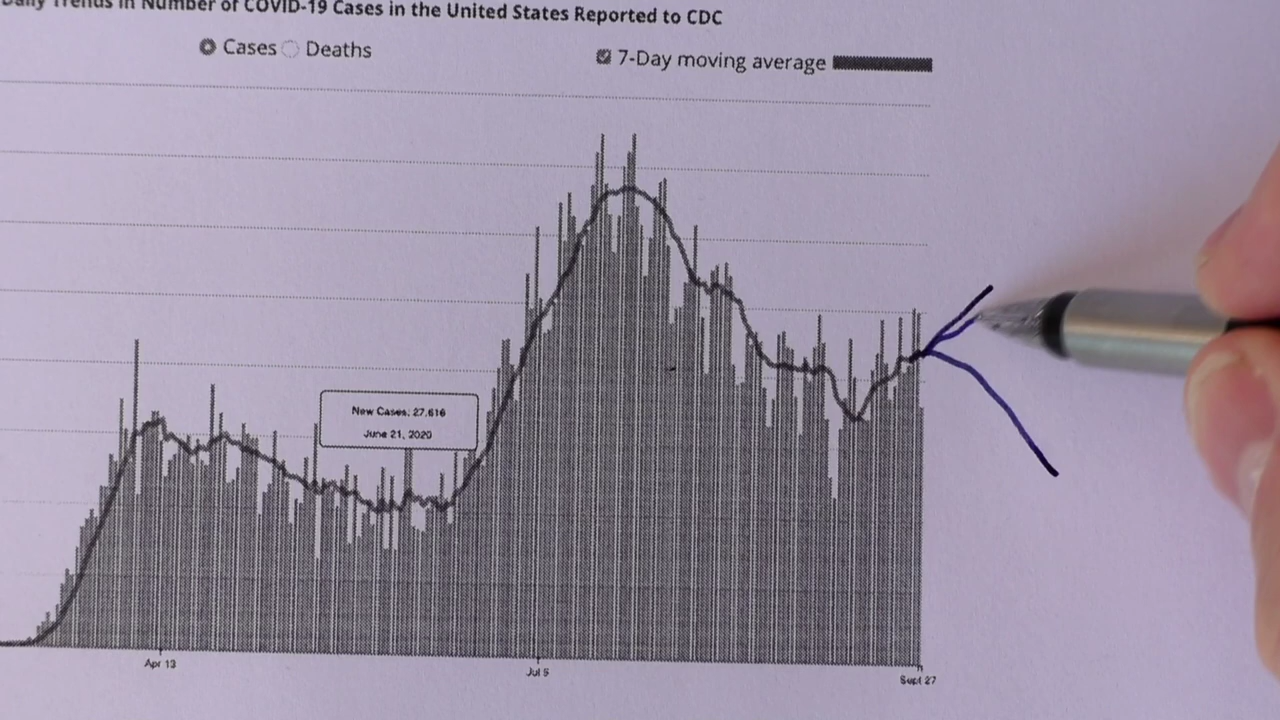 Daily Trends in Number of COVID-19 Cases in the United States Reported to CDC
Cases Deaths
7-Day moving average
New Cases: 27,616
June 21, 2020
Apr 13
Jul 5
Sept 27